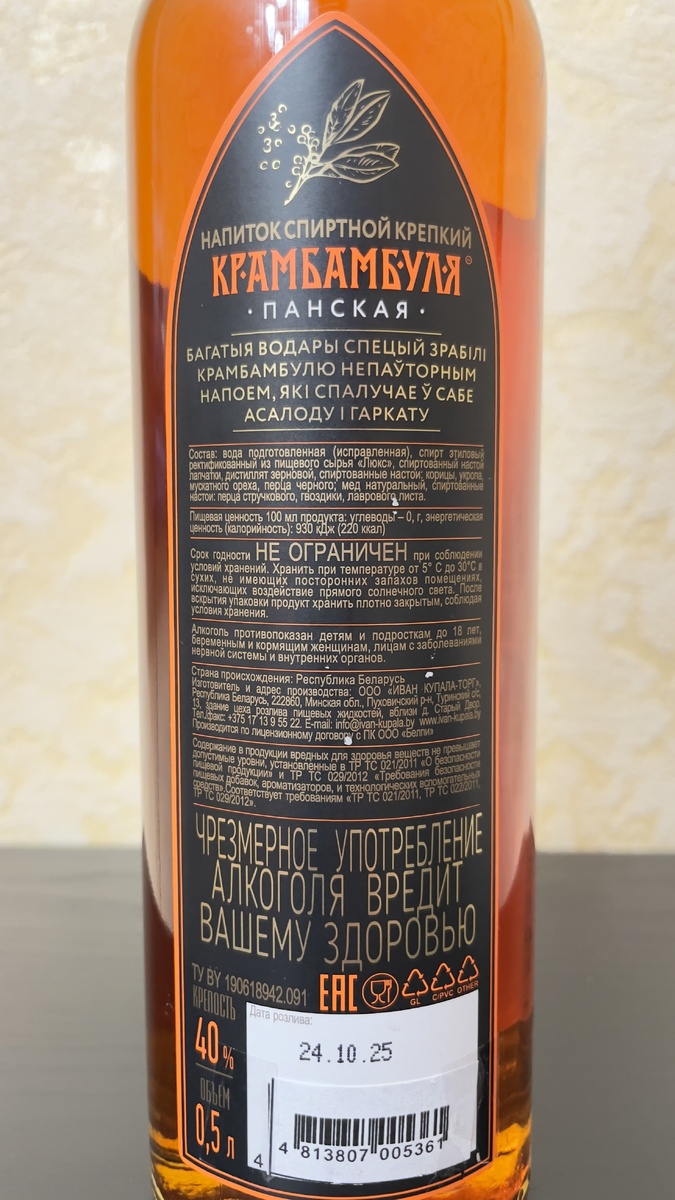 НАПИТОК СПИРТНОЙ КРЕПКИЙ
КРАМБАМБУЛЯ
·ПАНСКАЯ·
БАГАТЫЯ ВОДАРЫ СПЕЦЫЙ ЗРАБІЛІ
КРАМБАМБУЛЮ НЕПАЎТОРНЫМ
НАПОЕМ, ЯКІ СПАЛУЧАЕ Ў САБЕ
АСАЛОДУ І ГАРКАТУ
Состав: вода подготовленная (исправленная), спирт этиловый
ректификованный из пищевого сырья «Люкс», спиртованный настой
лапчатки, дистиллят зерновой, спиртованные настои: корицы, укропа,
мускатного ореха, перца черного; мед натуральный, спиртованные
настои: перца стручкового, гвоздики, лаврового листа.
Пищевая ценность 100 мл продукта: углеводы – 0, г, энергетическая
ценность (калорийность): 930 кДж (220 ккал)
Срок годности НЕ ОГРАНИЧЕН при соблюдении
условий хранений. Хранить при температуре от 5° С до 30°С в
сухих, не имеющих посторонних запахов помещениях,
исключающих воздействие прямого солнечного света. После
вскрытия упаковки продукт хранить плотно закрытым, соблюдая
условия хранения.
Алкоголь противопоказан детям и подросткам до 18 лет,
беременным и кормящим женщинам, лицам с заболеваниями
нервной системы и внутренних органов.
Страна происхождения: Республика Беларусь
Изготовитель и адрес производства: ООО «ИВАН КУПАЛА-ТОРГ»,
Республика Беларусь, 222860, Минская обл., Пуховичский р-н, Туринский с/с,
13, здание цеха розлива пищевых жидкостей, вблизи д. Старый Двор.
Тел./факс: +375 17 13 9 55 22. E-mail: info@ivan-kupala.by www.ivan-kupala.by
Производится по лицензионному договору с ПК ООО «Белпи»
Содержание в продукции вредных для здоровья веществ не превышает
допустимые уровни, установленные в ТР ТС 021/2011 «О безопасности
пищевой продукции» и ТР ТС 029/2012 «Требования безопасности
пищевых добавок, ароматизаторов, и технологических вспомогательных
средств».Соответствует требованиям «ТР ТС 021/2011, ТР ТС 022/2011,
ТР ТС 029/2012».
ЧРЕЗМЕРНОЕ УПОТРЕБЛЕНИЕ
АЛКОГОЛЯ ВРЕДИТ
ВАШЕМУ ЗДОРОВЬЮ
ТУ BY 190618942.091
EAC
GL C/PVC OTHER
КРЕПОСТЬ
40 %
ОБЪЕМ
0,5 л
Дата розлива:
24.10.25
4 813807 005361
4